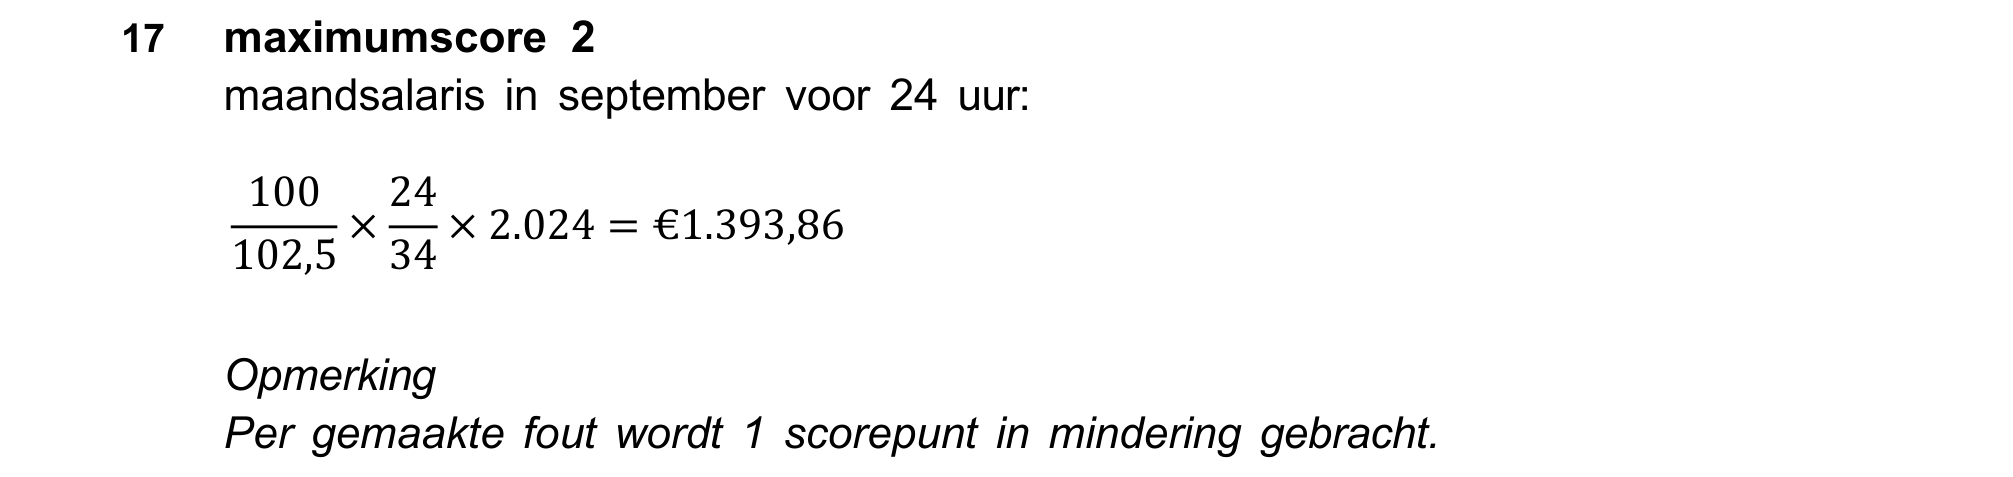 17 maximumscore 2
maandsalaris in september voor 24 uur:
100/102,5 × 24/34 × 2.024 = €1.393,86
Opmerking
Per gemaakte fout wordt 1 scorepunt in mindering gebracht.